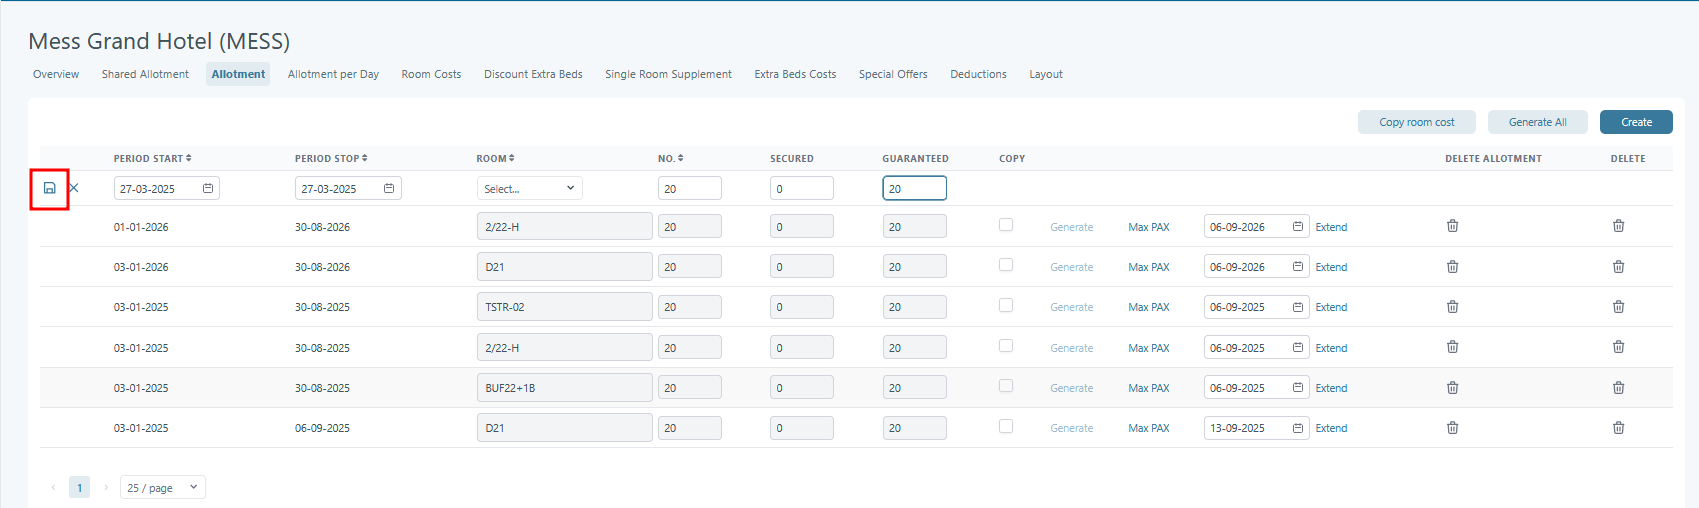 Mess Grand Hotel (MESS)
Overview Shared Allotment Allotment Allotment per Day Room Costs Discount Extra Beds Single Room Supplement Extra Beds Costs Special Offers Deductions Layout
Copy room cost Generate All Create
PERIOD START PERIOD STOP ROOM NO. SECURED GUARANTEED COPY DELETE ALLOTMENT DELETE
27-03-2025 27-03-2025 Select... 20 0 20
01-01-2026 30-08-2026 2/22-H 20 0 20 Generate Max PAX 06-09-2026 Extend
03-01-2026 30-08-2026 D21 20 0 20 Generate Max PAX 06-09-2026 Extend
03-01-2025 30-08-2025 TSTR-02 20 0 20 Generate Max PAX 06-09-2025 Extend
03-01-2025 30-08-2025 2/22-H 20 0 20 Generate Max PAX 06-09-2025 Extend
03-01-2025 30-08-2025 BUF22+1B 20 0 20 Generate Max PAX 06-09-2025 Extend
03-01-2025 06-09-2025 D21 20 0 20 Generate Max PAX 13-09-2025 Extend
1 25 / page